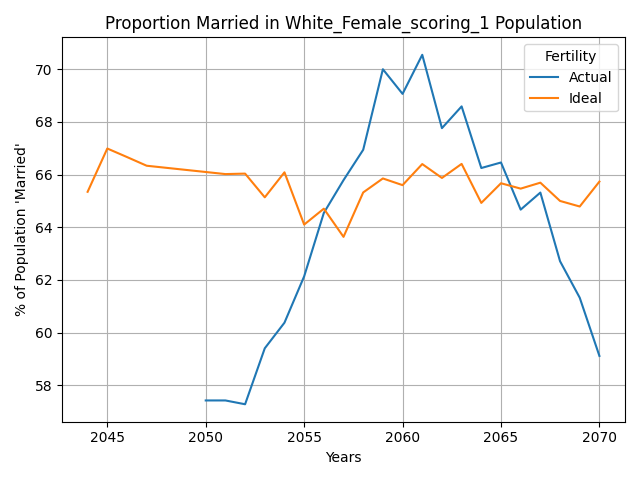 Proportion Married in White_Female_scoring_1 Population
% of Population 'Married'
70
68
66
64
62
60
58
2045 2050 2055 2060 2065 2070
Years
Fertility
Actual
Ideal